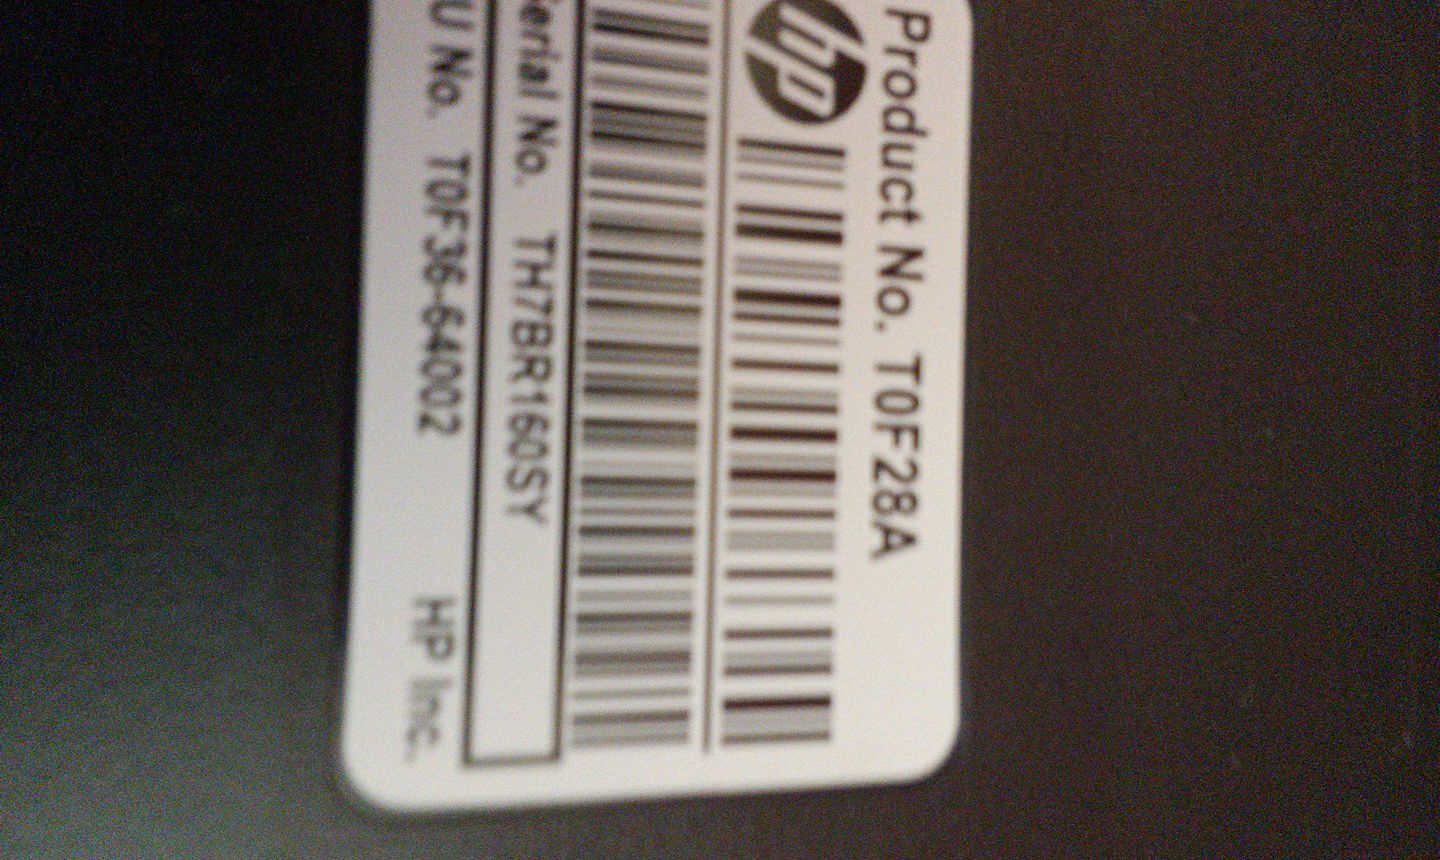 hp
Product No. T0F28A
erial No. TH7BR160SY
U No. T0F36-64002
HP Inc.